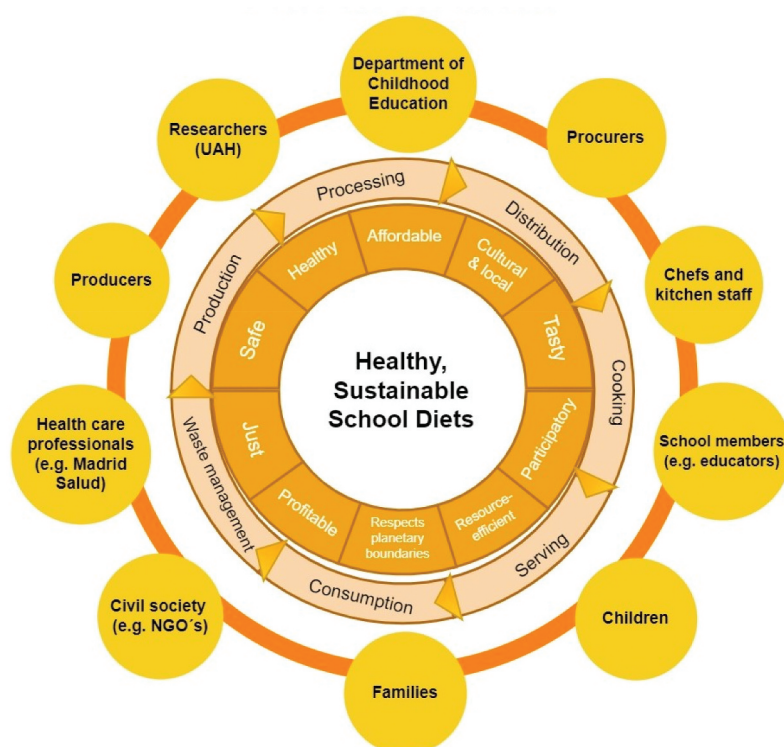 Department of
Childhood
Education
Procurers
Chefs and
kitchen staff
School members
(e.g. educators)
Children
Families
Civil society
(e.g. NGO´s)
Health care
professionals
(e.g. Madrid
Salud)
Producers
Researchers
(UAH)
Processing
Distribution
Cooking
Serving
Consumption
Waste management
Production
Affordable
Cultural
& local
Tasty
Participatory
Resource-
efficient
Respects
planetary
boundaries
Profitable
Just
Safe
Healthy
Healthy,
Sustainable
School Diets